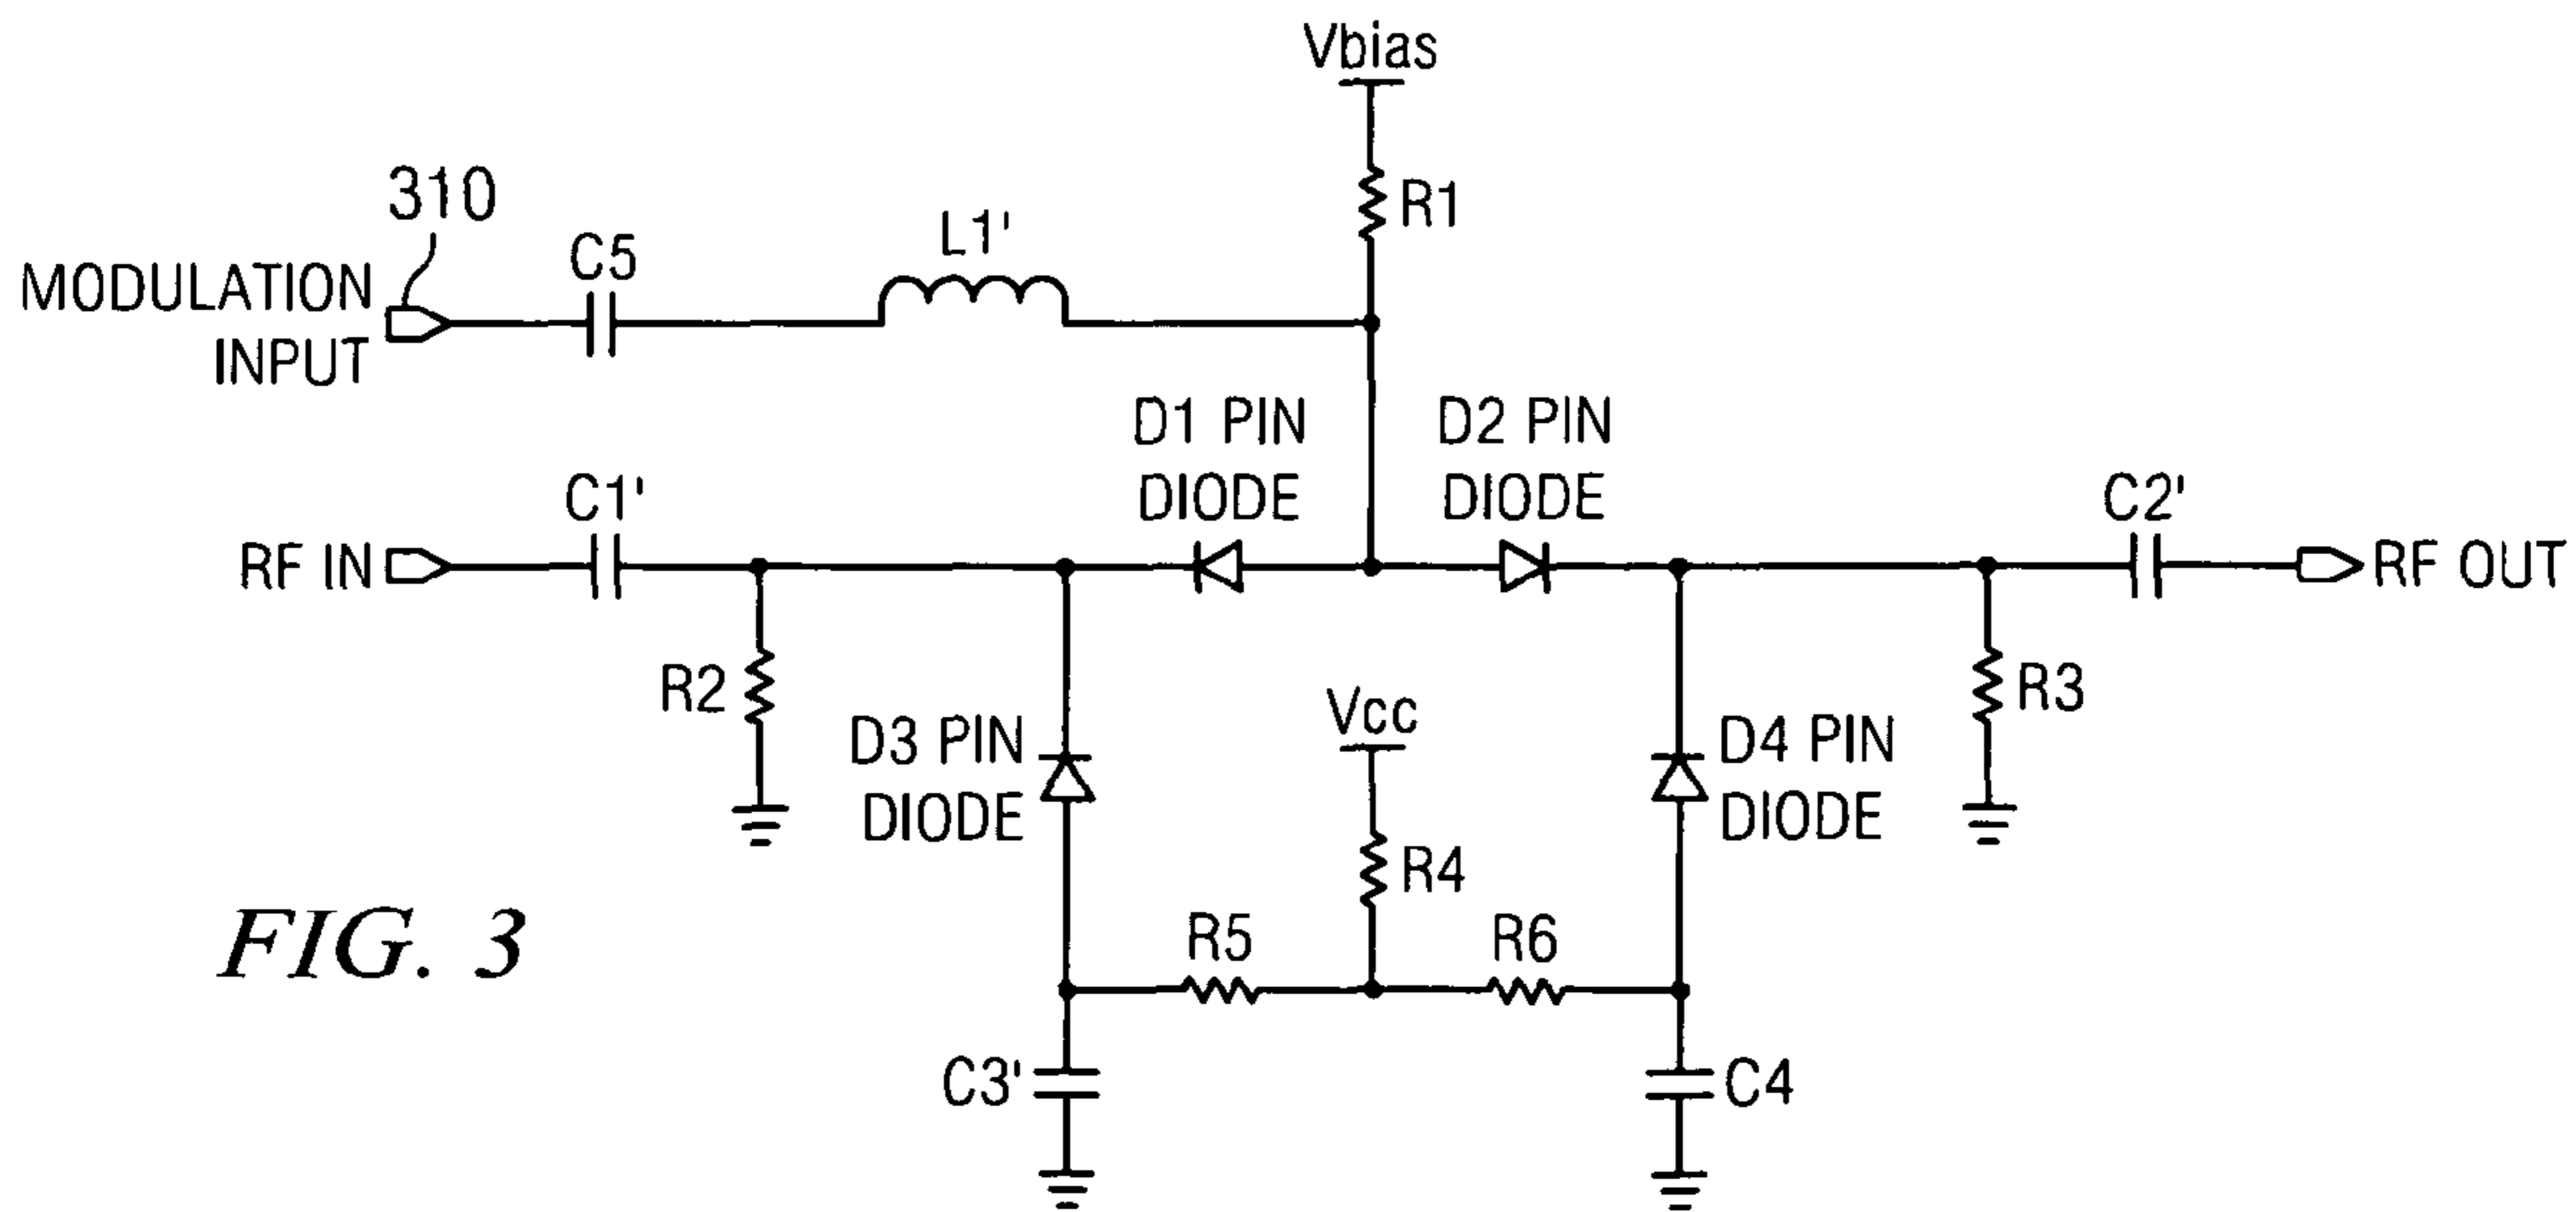 Vbias
310
R1
L1'
C5
MODULATION
INPUT
D1 PIN
DIODE
D2 PIN
DIODE
C1'
C2'
RF IN
RF OUT
R2
R3
Vcc
D3 PIN
DIODE
D4 PIN
DIODE
R4
R5
R6
FIG. 3
C3'
C4